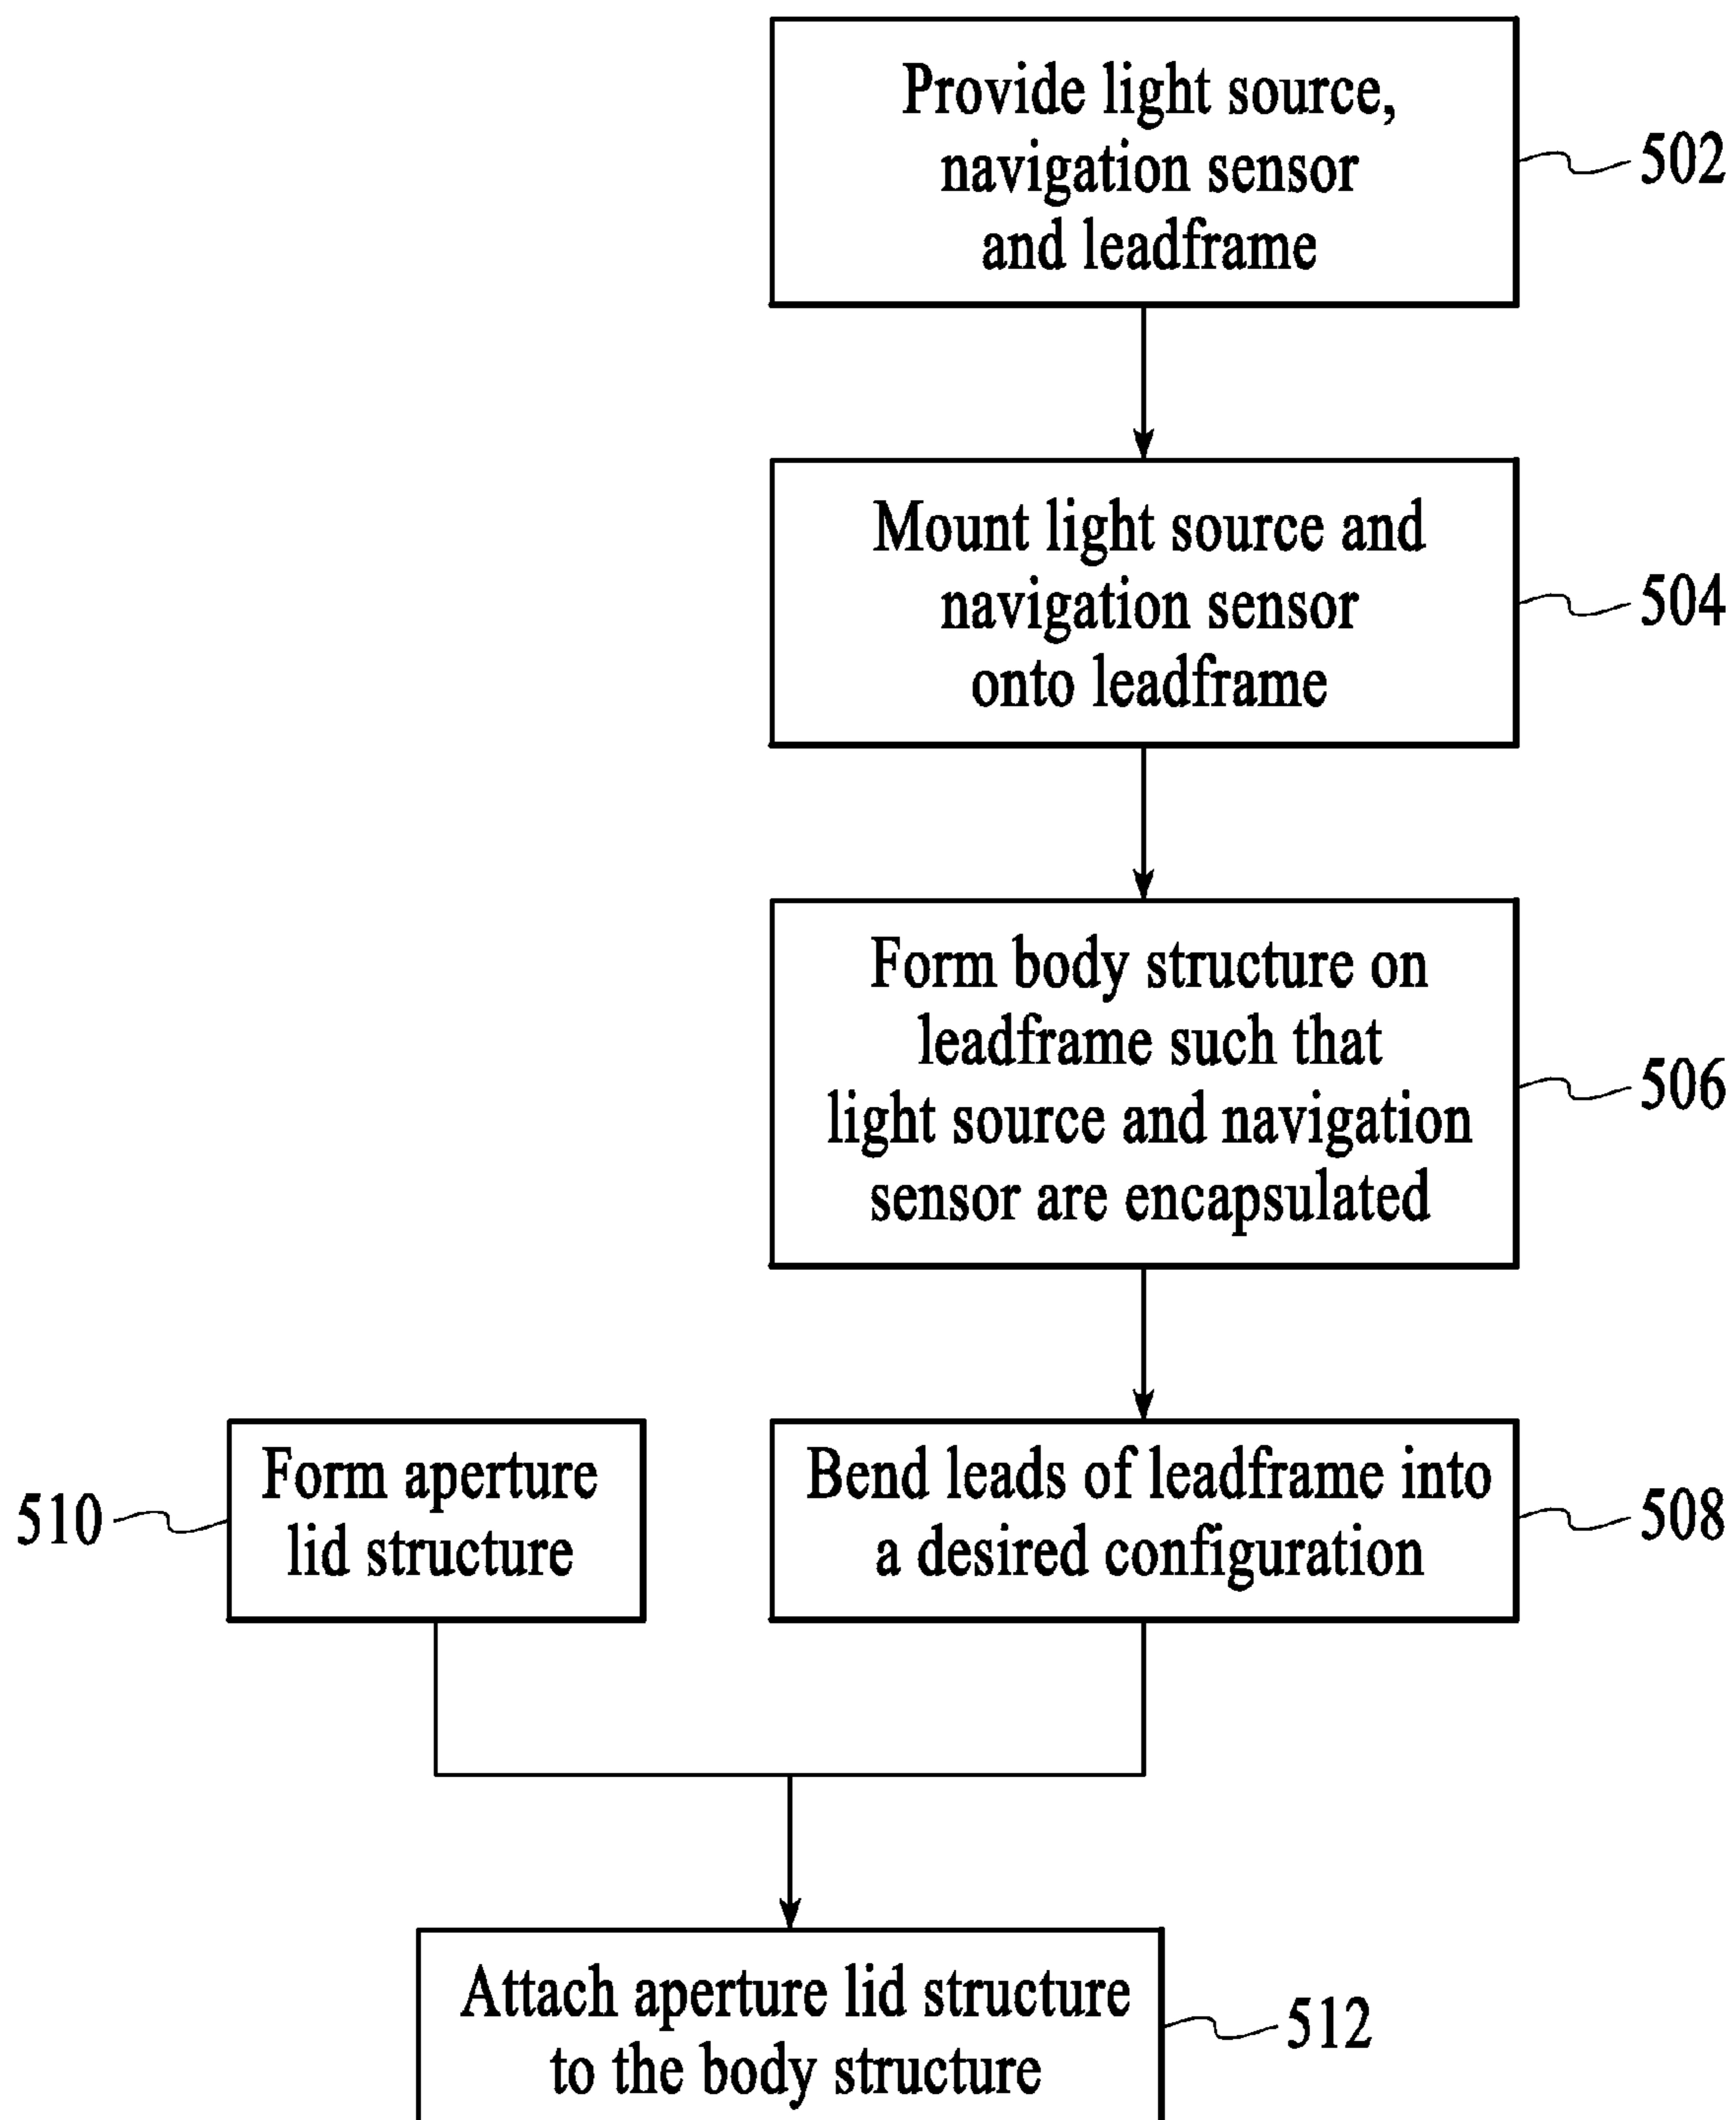 Provide light source,
navigation sensor
and leadframe
502
Mount light source and
navigation sensor
onto leadframe
504
Form body structure on
leadframe such that
light source and navigation
sensor are encapsulated
506
510
Form aperture
lid structure
Bend leads of leadframe into
a desired configuration
508
Attach aperture lid structure
to the body structure
512